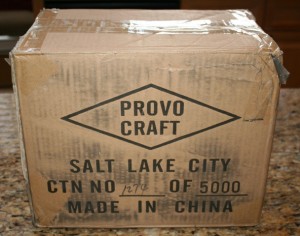 PROVO
CRAFT
SALT LAKE CITY
CTN NO OF 5000
MADE IN CHINA